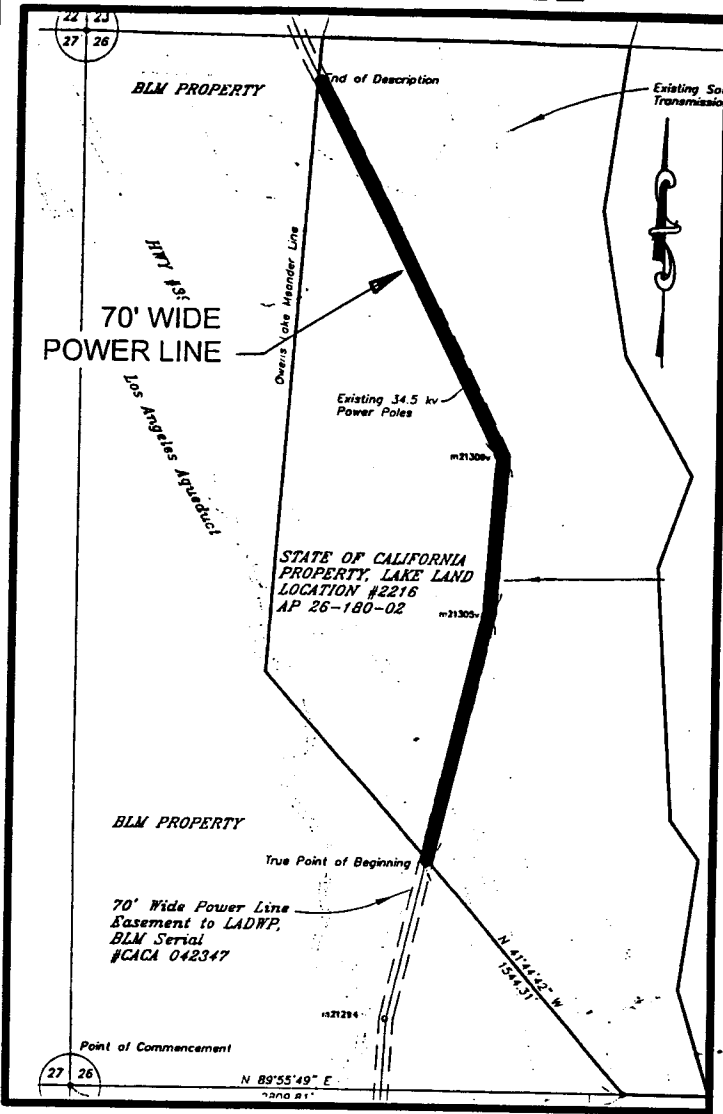 22 23
27 26
BLM PROPERTY
End of Description
Existing
Transmission
HWY
Owens Lake Meander Line
70' WIDE
POWER LINE
Los Angeles Aqueduct
Existing 34.5 kv
Power Poles
STATE OF CALIFORNIA
PROPERTY, LAKE LAND
LOCATION #2216
AP 26-180-02
m21305v
BLM PROPERTY
True Point of Beginning
70' Wide Power Line
Easement to LADWP,
BLM Serial
#CACA 042347
N 41°44'42" W
1544.31'
m21294
Point of Commencement
27 26
N 89°55'49" E